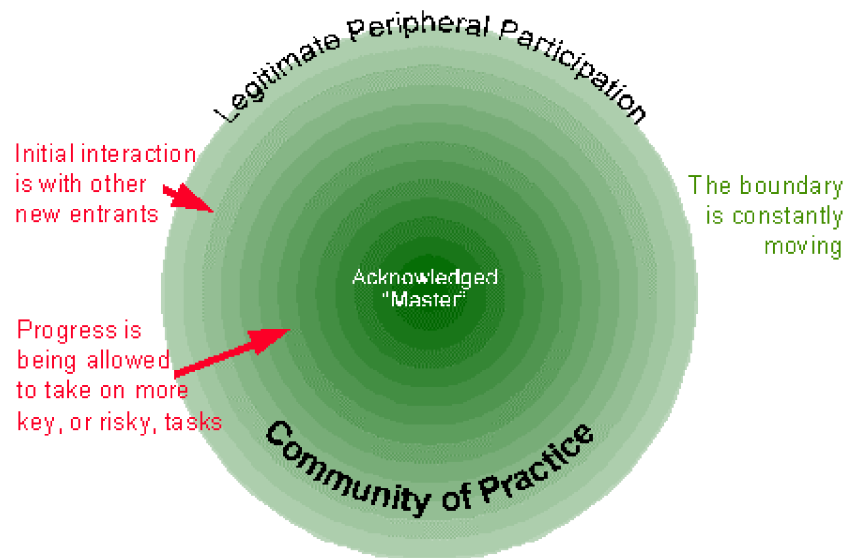 Legitimate Peripheral Participation
Initial interaction
is with other
new entrants
The boundary
is constantly
moving
Acknowledged
"Master"
Progress is
being allowed
to take on more
key, or risky, tasks
Community of Practice